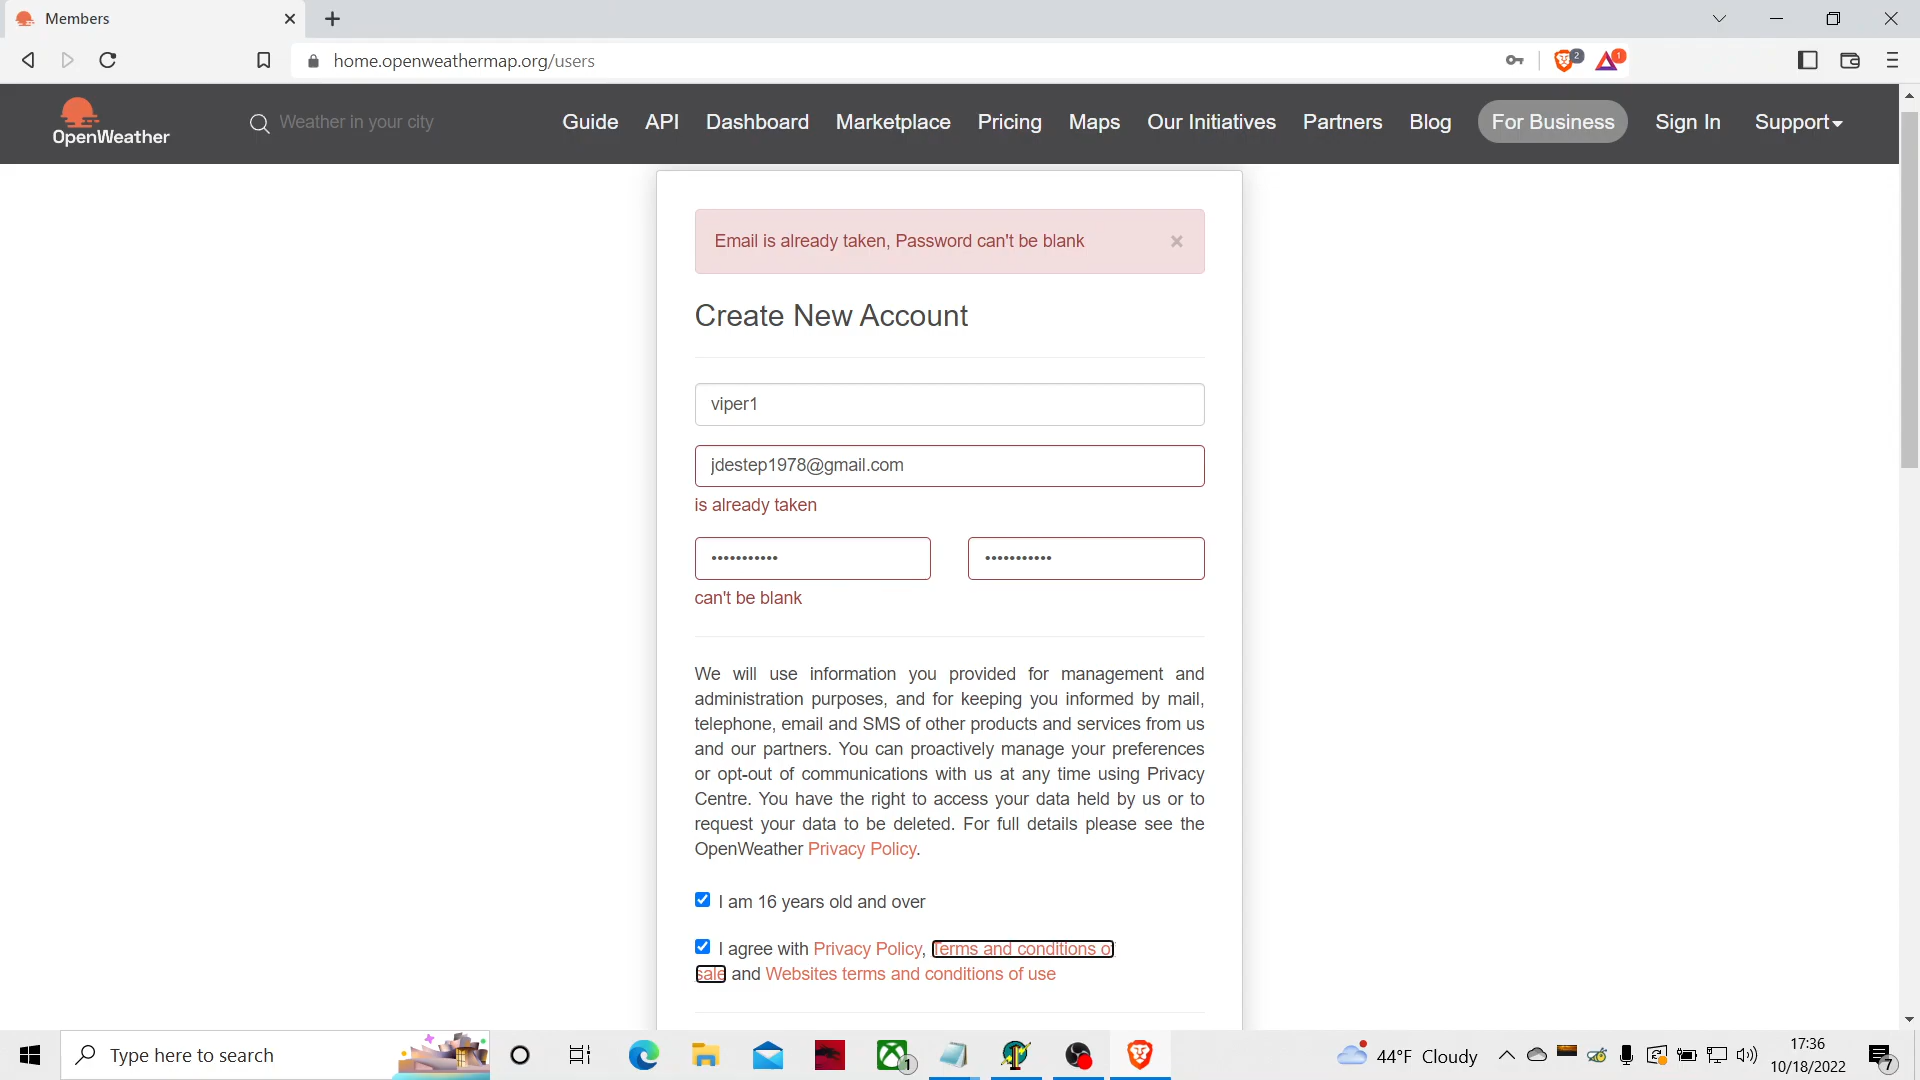 Members
home.openweathermap.org/users
2
1
OpenWeather
Weather in your city
Guide API Dashboard Marketplace Pricing Maps Our Initiatives Partners Blog For Business Sign In Support
Email is already taken, Password can't be blank
×
Create New Account
viper1
jdestep1978@gmail.com
is already taken
••••••••••• •••••••••••
can't be blank
We will use information you provided for management and
administration purposes, and for keeping you informed by mail,
telephone, email and SMS of other products and services from us
and our partners. You can proactively manage your preferences
or opt-out of communications with us at any time using Privacy
Centre. You have the right to access your data held by us or to
request your data to be deleted. For full details please see the
OpenWeather Privacy Policy.
I am 16 years old and over
I agree with Privacy Policy, Terms and conditions of
sale and Websites terms and conditions of use
Type here to search
1
44°F Cloudy
17:36
10/18/2022
7